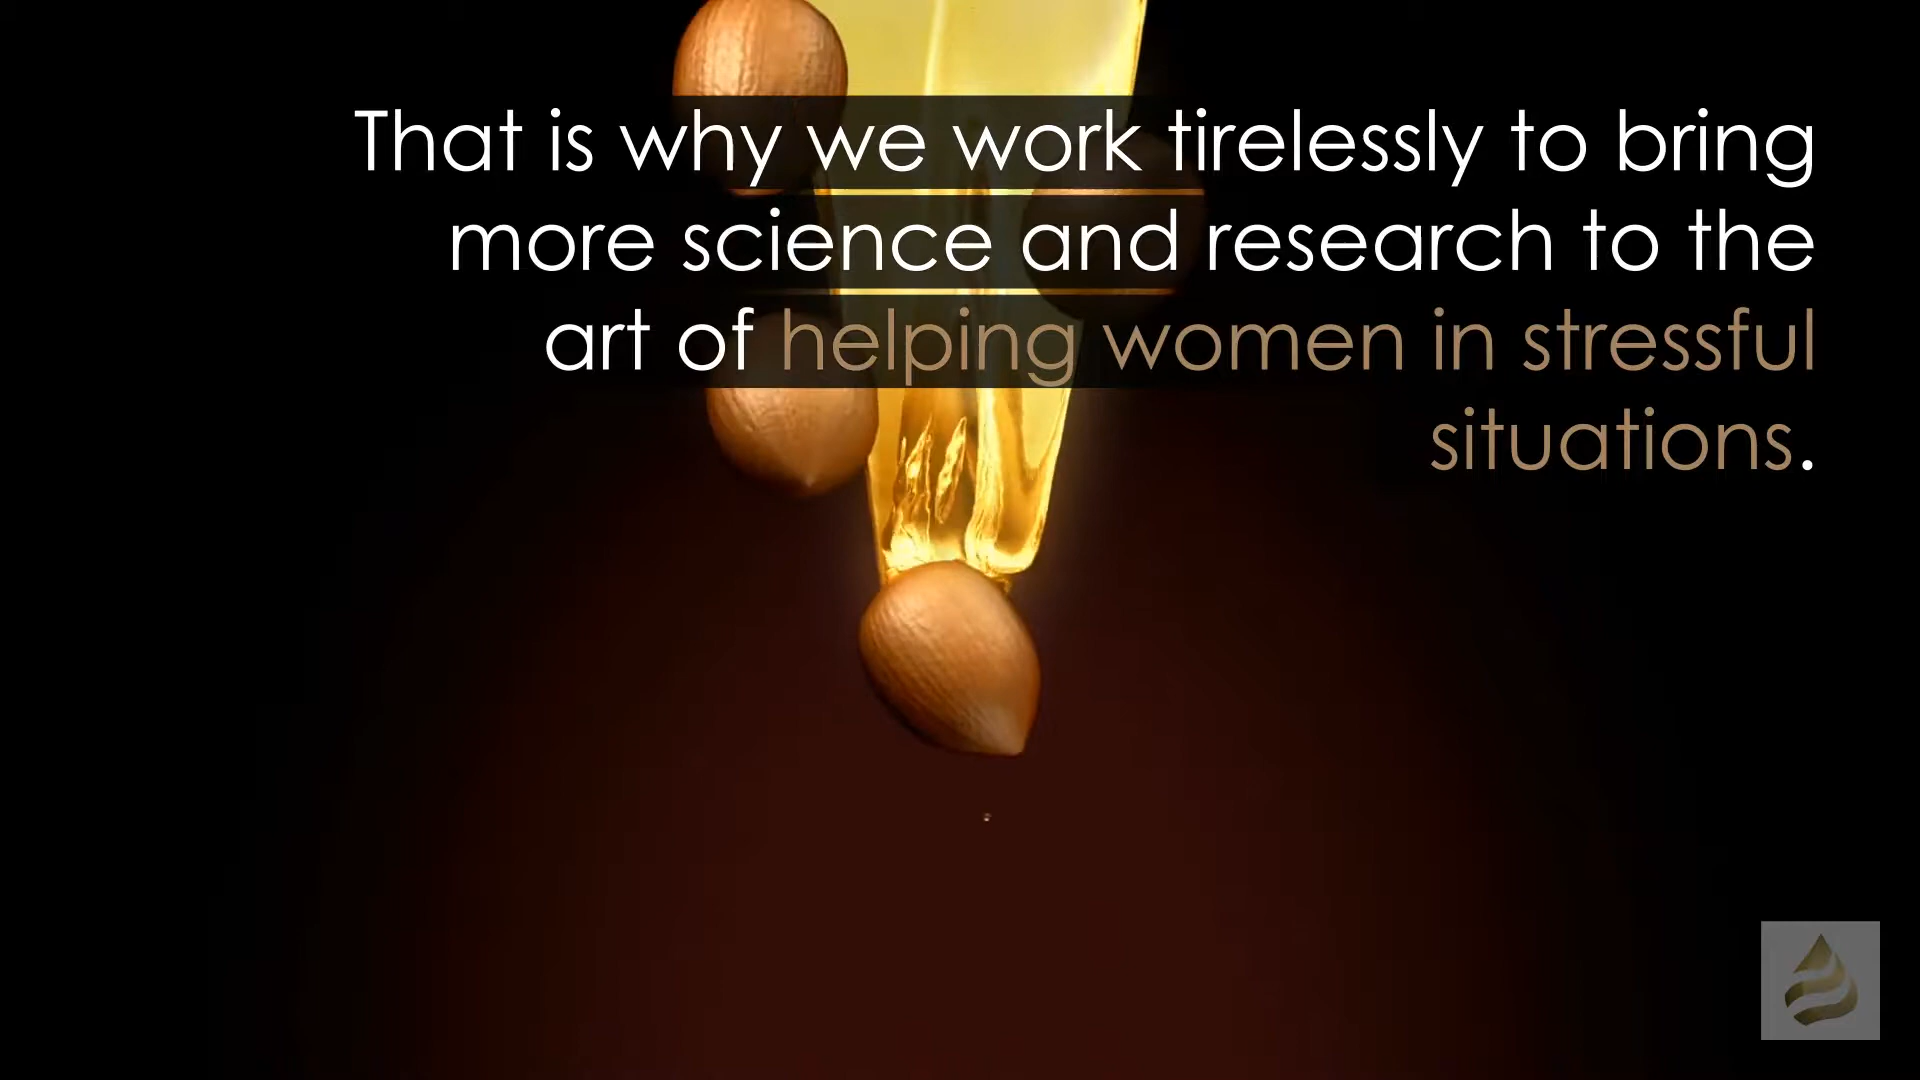 That is why we work tirelessly to bring
more science and research to the
art of helping women in stressful
situations.